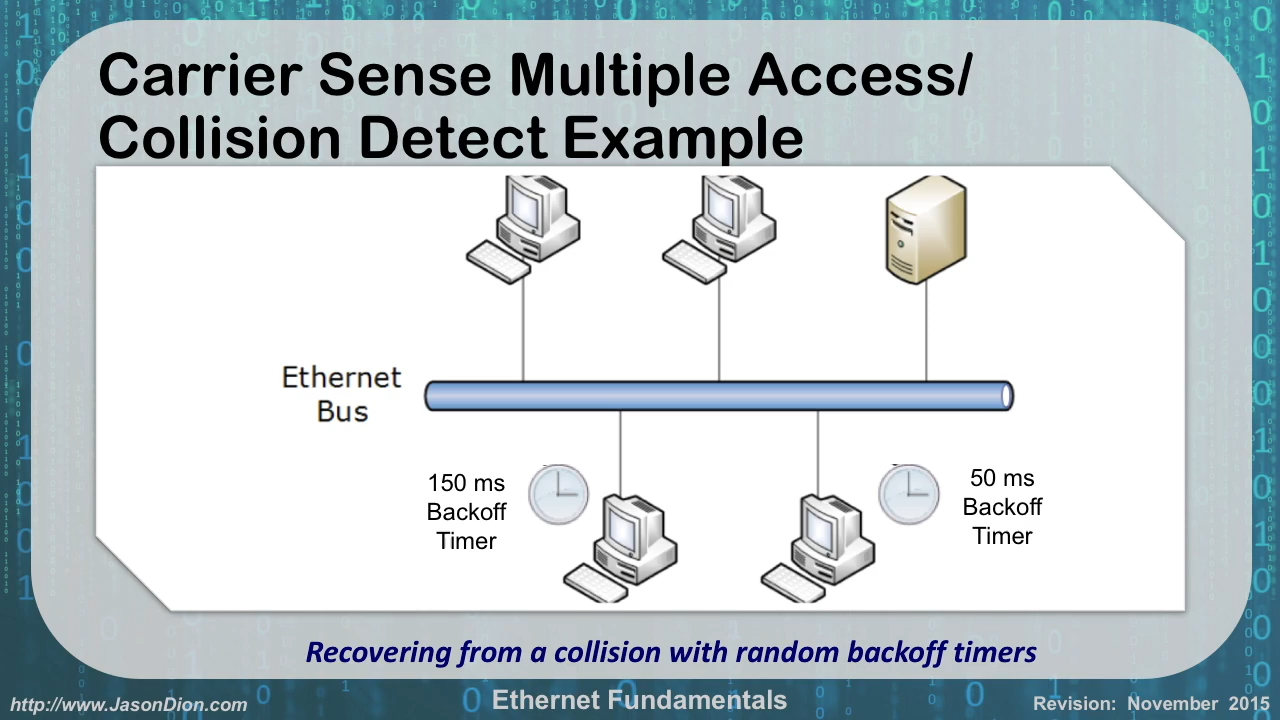 Carrier Sense Multiple Access/
Collision Detect Example
Ethernet
Bus
150 ms
Backoff
Timer
50 ms
Backoff
Timer
Recovering from a collision with random backoff timers
http://www.JasonDion.com
Ethernet Fundamentals
Revision: November 2015